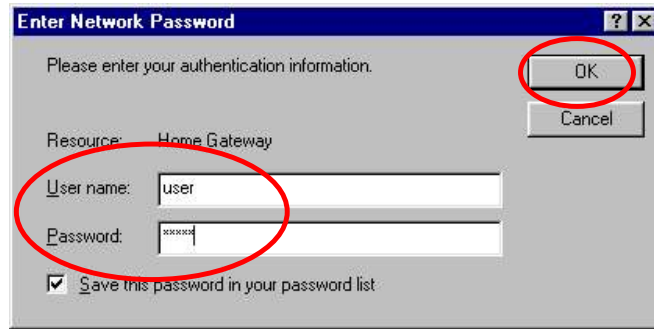 Enter Network Password
? ×
Please enter your authentication information.
OK
Cancel
Resource: Home Gateway
User name: user
Password: *****
Save this password in your password list